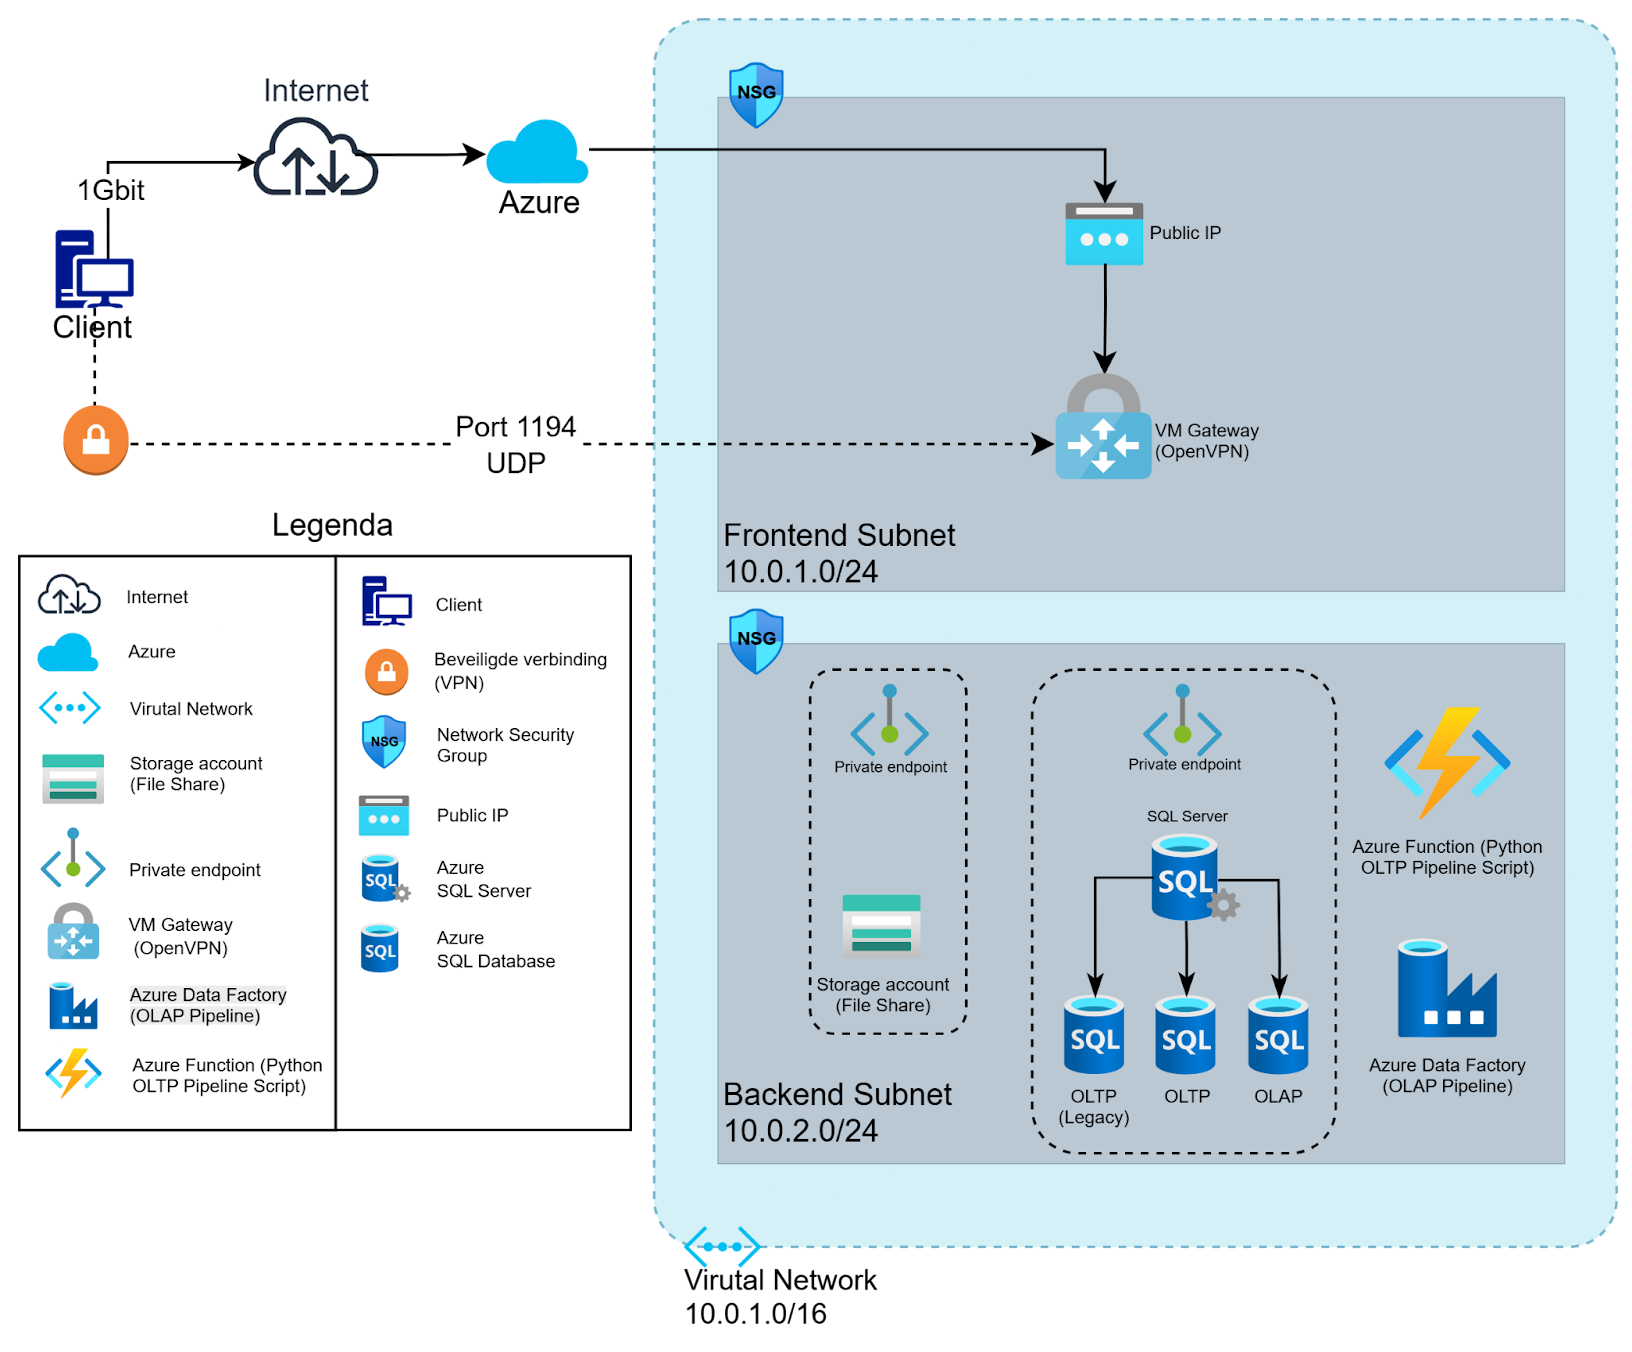 Internet
1Gbit
Azure
Client
Port 1194
UDP
NSG
Public IP
VM Gateway
(OpenVPN)
Frontend Subnet
10.0.1.0/24
NSG
Private endpoint
Storage account
(File Share)
Private endpoint
SQL Server
SQL
SQL
SQL
SQL
OLTP
(Legacy)
OLTP
OLAP
Azure Function (Python
OLTP Pipeline Script)
Azure Data Factory
(OLAP Pipeline)
Backend Subnet
10.0.2.0/24
Virutal Network
10.0.1.0/16
Legenda
Internet
Azure
Virutal Network
Storage account
(File Share)
Private endpoint
VM Gateway
(OpenVPN)
Azure Data Factory
(OLAP Pipeline)
Azure Function (Python
OLTP Pipeline Script)
Client
Beveiligde verbinding
(VPN)
NSG
Network Security
Group
Public IP
SQL
Azure
SQL Server
SQL
Azure
SQL Database